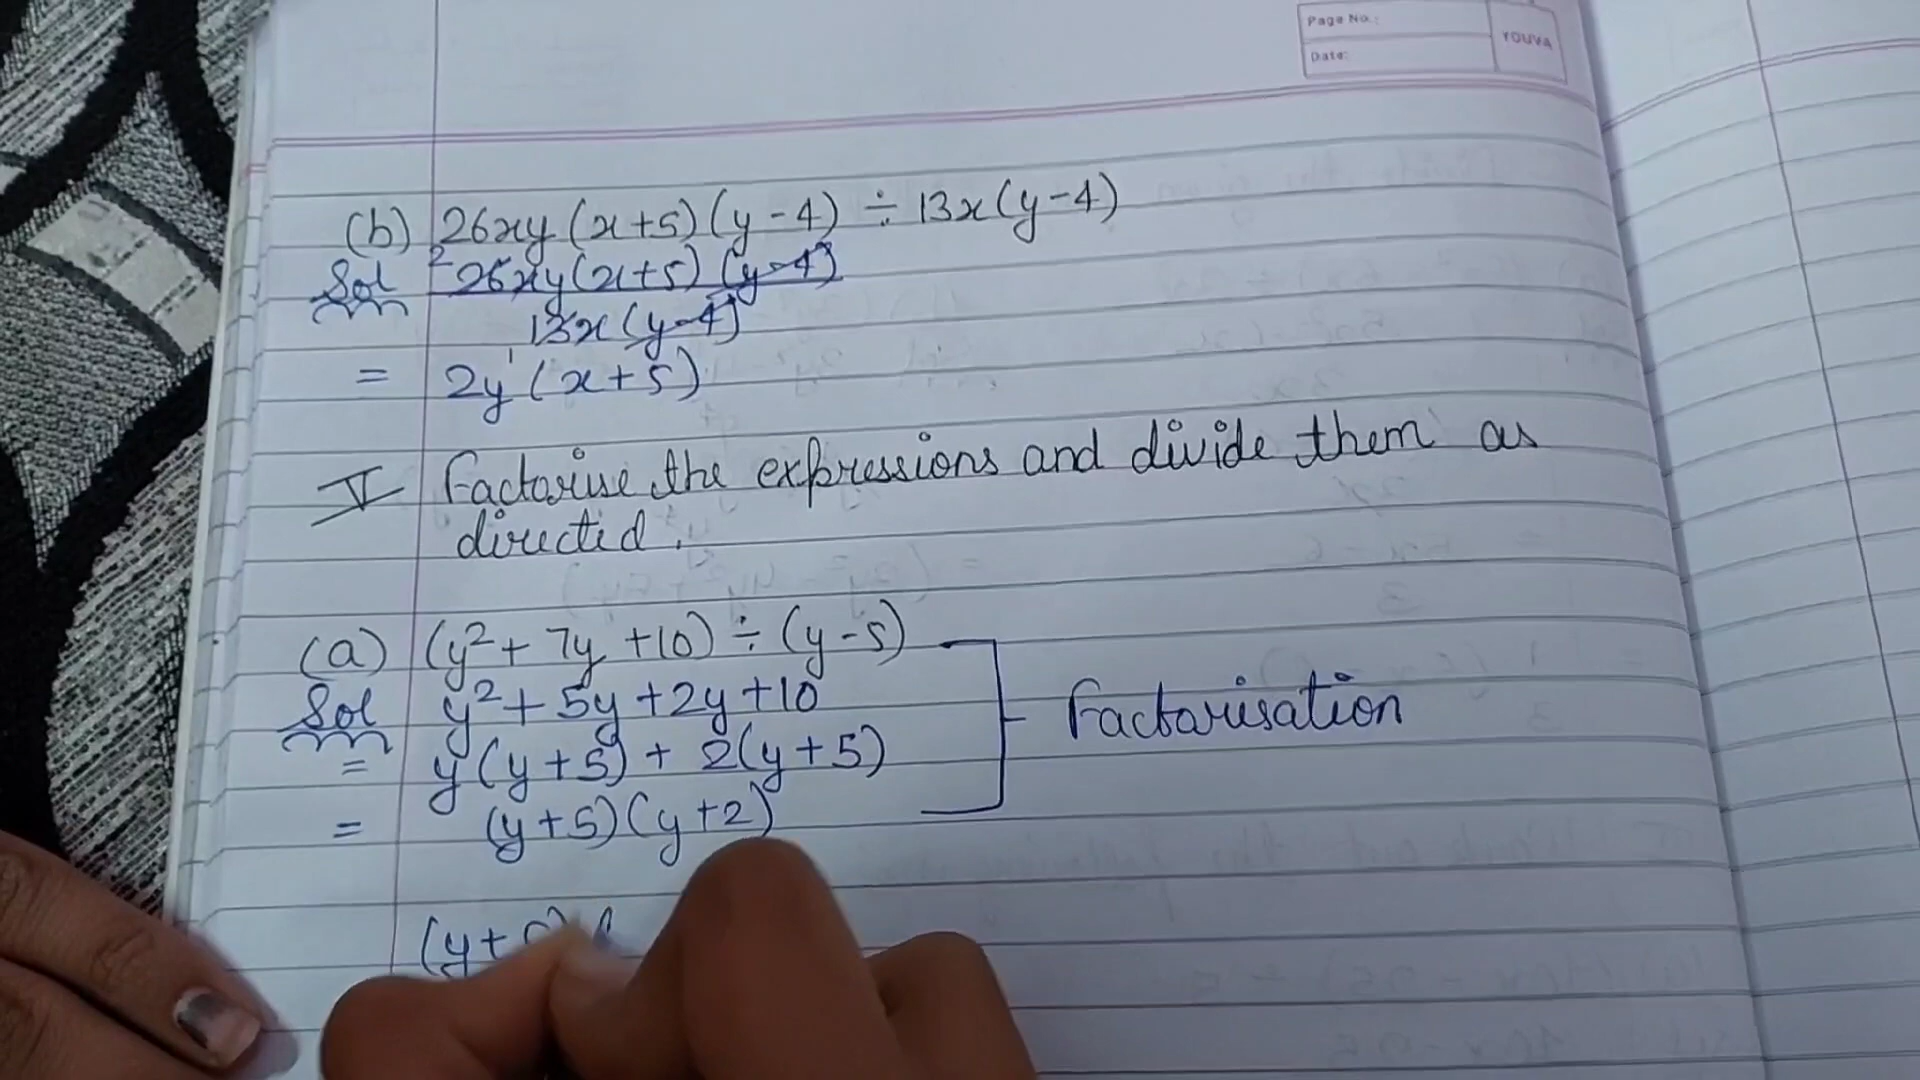 Page No.:
Date:
YOUVA
(b) 26xy (x+5) (y-4) ÷ 13x(y-4)
Sol 2 26xy(x+5) (y-4)
13x (y-4)
1
= 2y (x+5)
V Factorise the expressions and divide them as
directed.
(a) (y²+ 7y +10) ÷ (y-5)
Sol y²+ 5y +2y +10
= y(y+5) + 2(y+5)
= (y+5)(y+2)
Factorisation
(y+